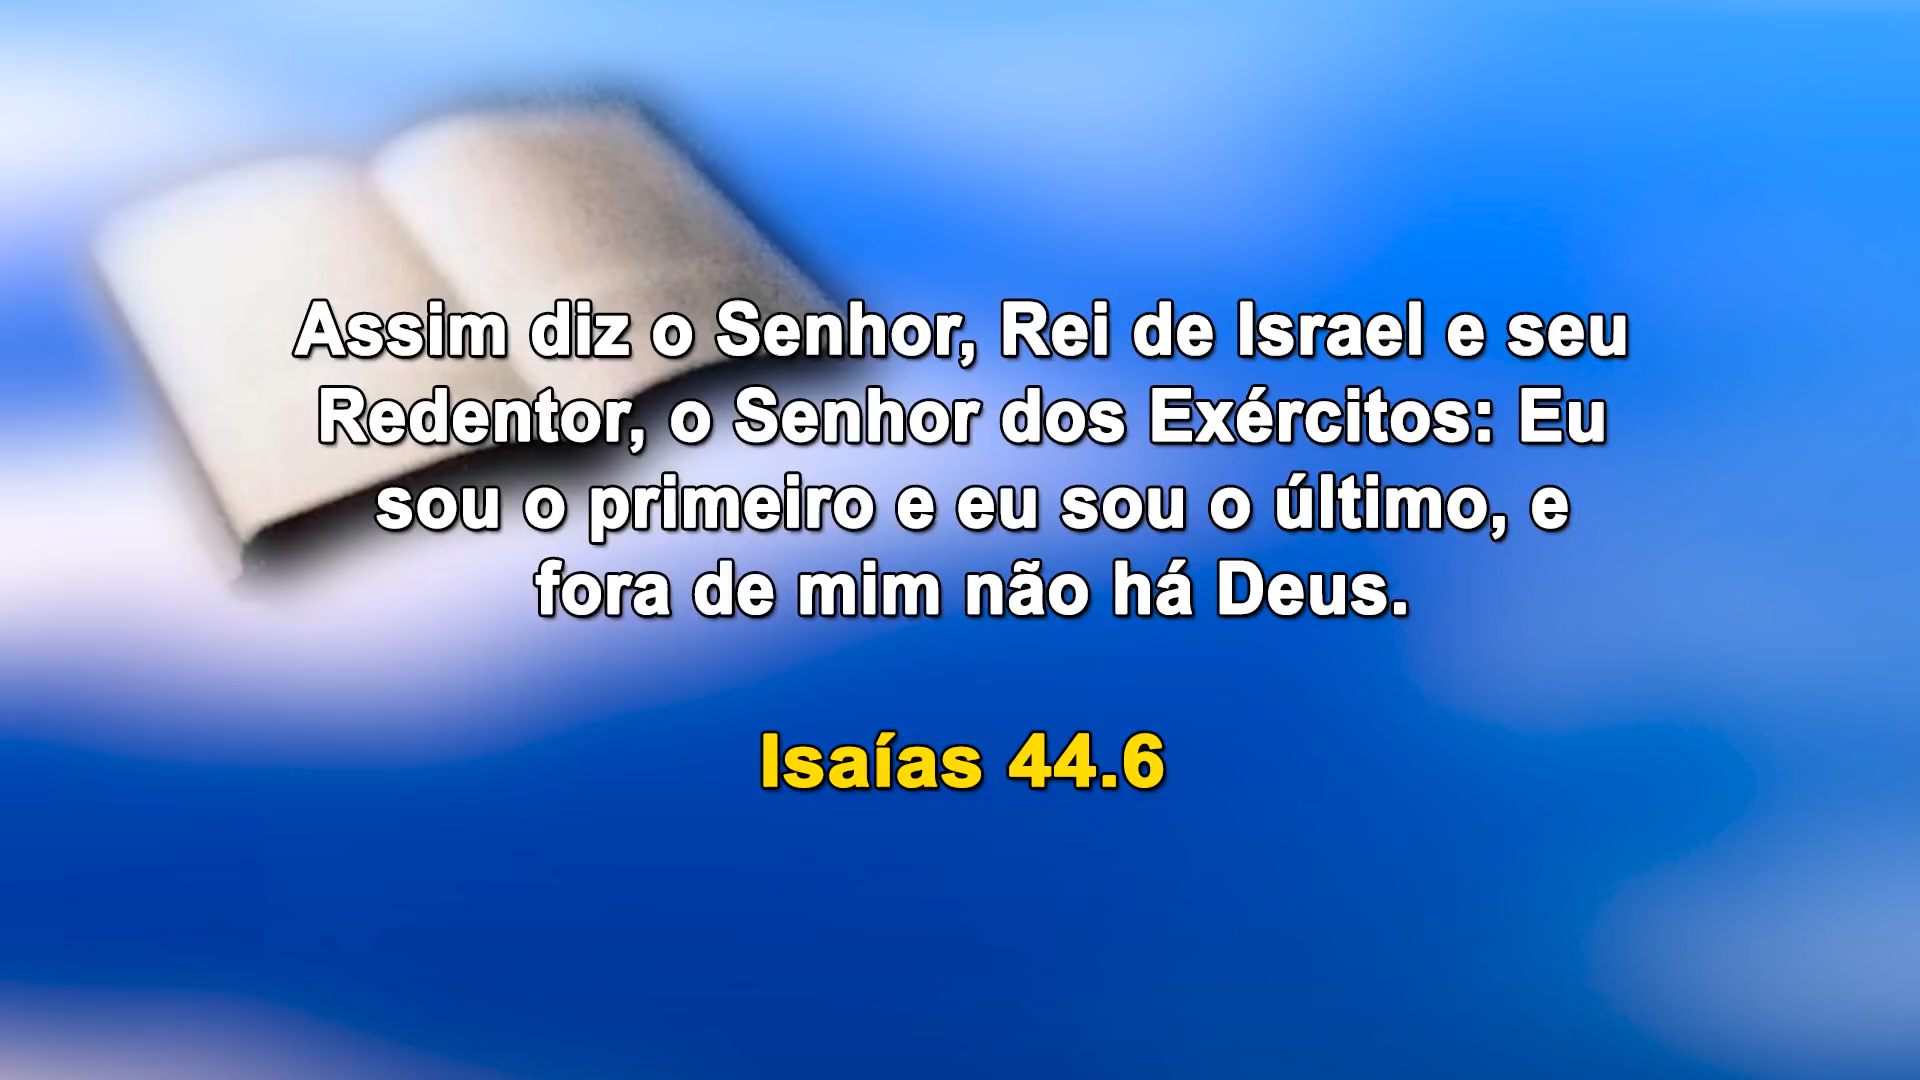 Assim diz o Senhor, Rei de Israel e seu
Redentor, o Senhor dos Exércitos: Eu
sou o primeiro e eu sou o último, e
fora de mim não há Deus.
Isaías 44.6